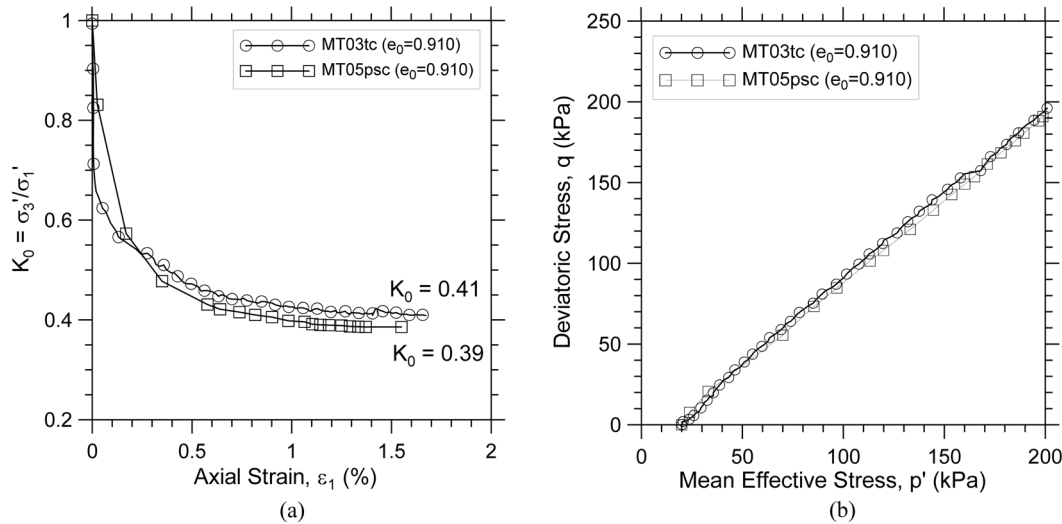 1
0.8
0.6
0.4
0.2
K₀ = σ₃'/σ₁'
MT03tc (e₀=0.910)
MT05psc (e₀=0.910)
K₀ = 0.41
K₀ = 0.39
0 0.5 1 1.5 2
Axial Strain, ε₁ (%)
(a)
250
200
150
100
50
0
Deviatoric Stress, q (kPa)
MT03tc (e₀=0.910)
MT05psc (e₀=0.910)
0 50 100 150 200
Mean Effective Stress, p' (kPa)
(b)